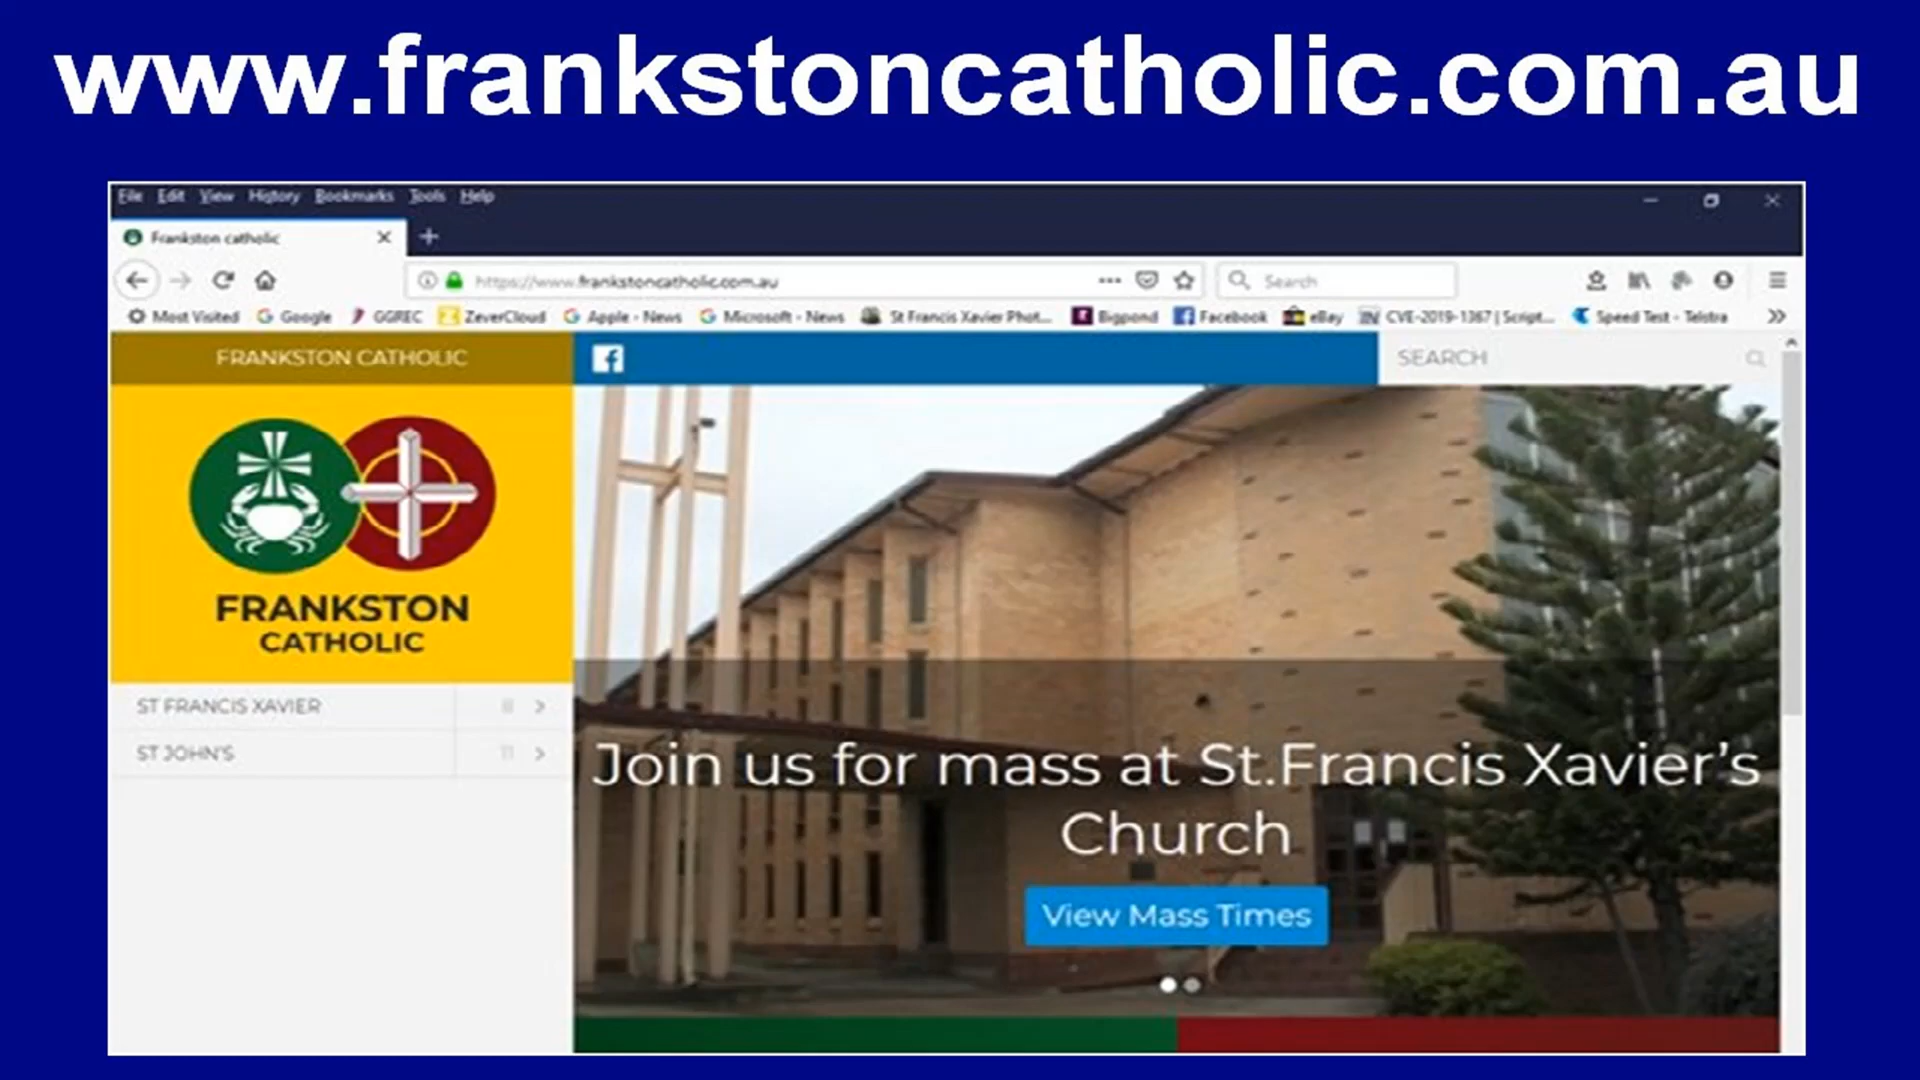 www.frankstoncatholic.com.au
File Edit View History Bookmarks Tools Help
Frankston catholic
https://www.frankstoncatholic.com.au
Search
Most Visited Google GGREC ZeverCloud Apple - News Microsoft - News St Francis Xavier Phot... Bigpond Facebook eBay CVE-2019-1367 | Script... Speed Test - Telstra
FRANKSTON CATHOLIC
SEARCH
FRANKSTON
CATHOLIC
ST FRANCIS XAVIER 8
ST JOHN'S 11
Join us for mass at St.Francis Xavier's
Church
View Mass Times